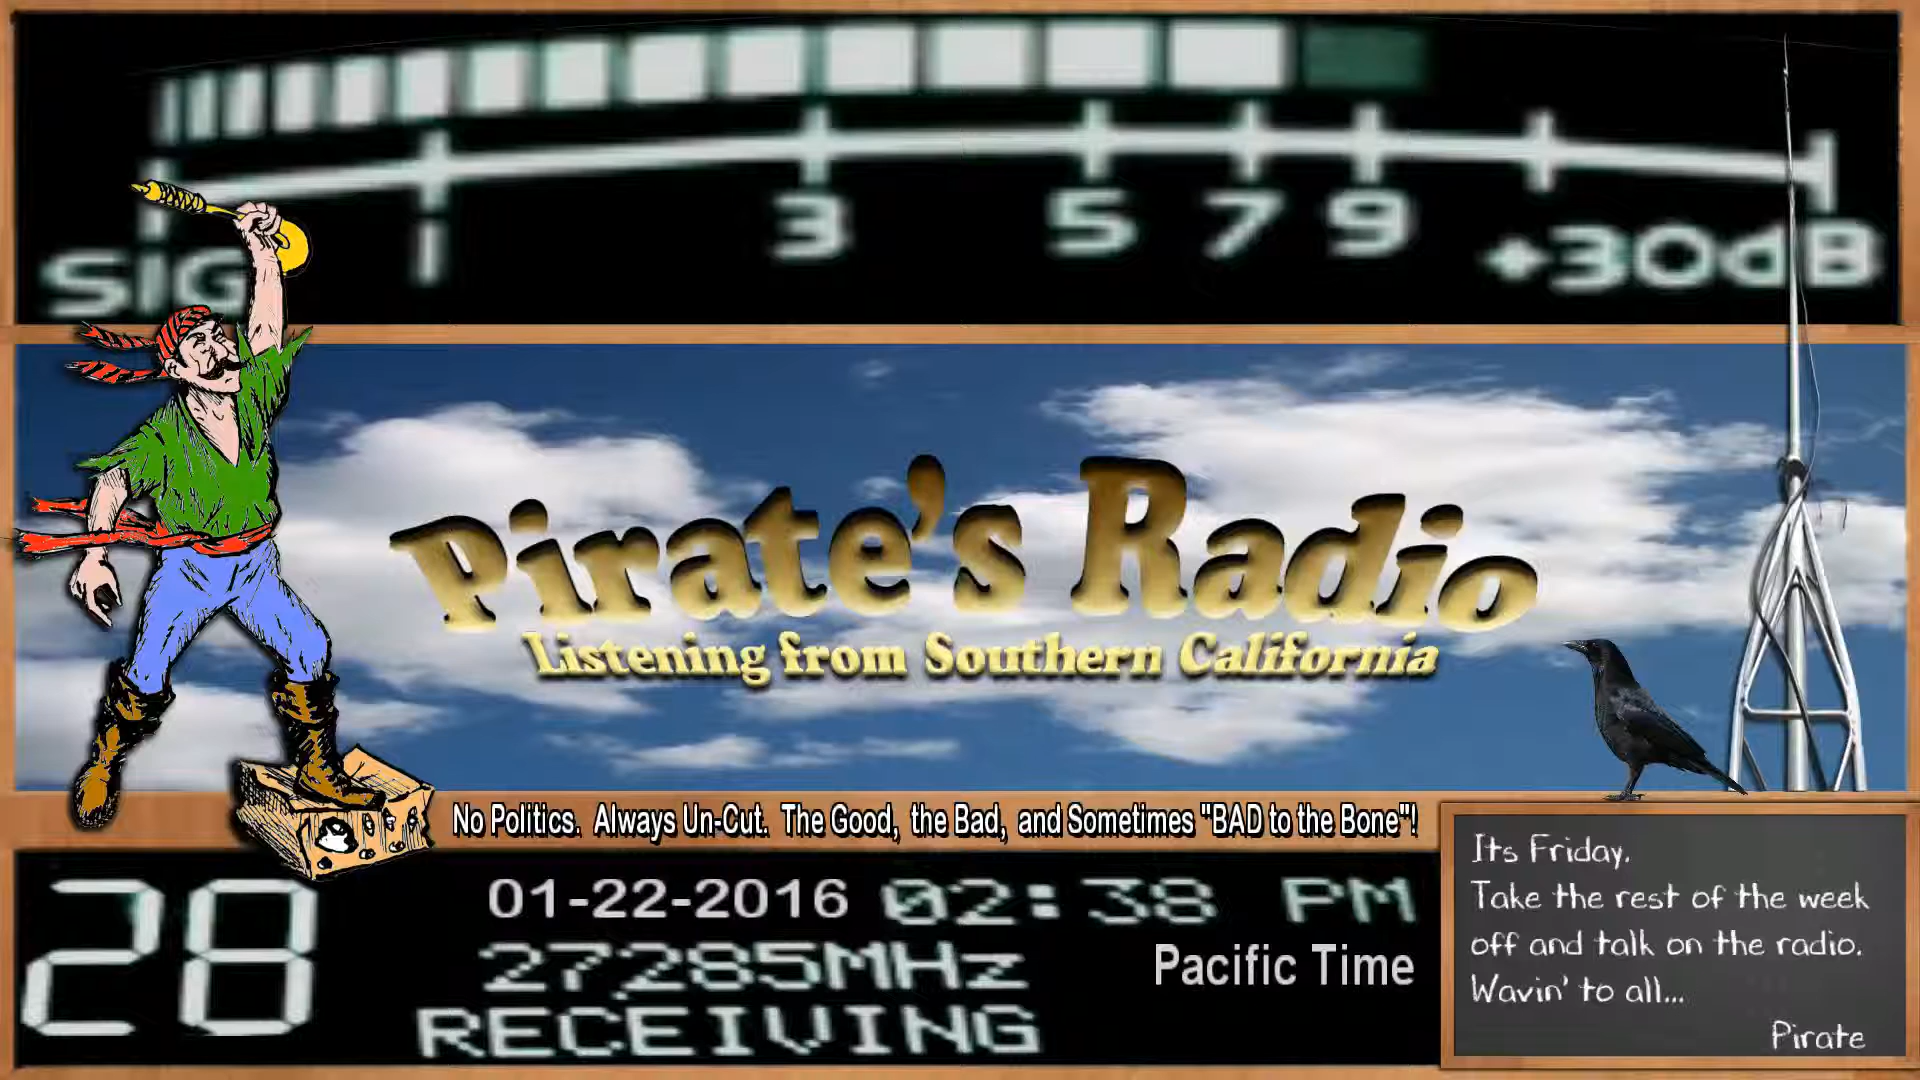 SIG 1 3 5 7 9 +30dB
Pirate's Radio
Listening from Southern California
No Politics. Always Un-Cut. The Good, the Bad, and Sometimes "BAD to the Bone"!
28
01-22-2016 02:38 PM
27.285MHz
Pacific Time
RECEIVING
Its Friday.
Take the rest of the week
off and talk on the radio.
Wavin' to all...
Pirate